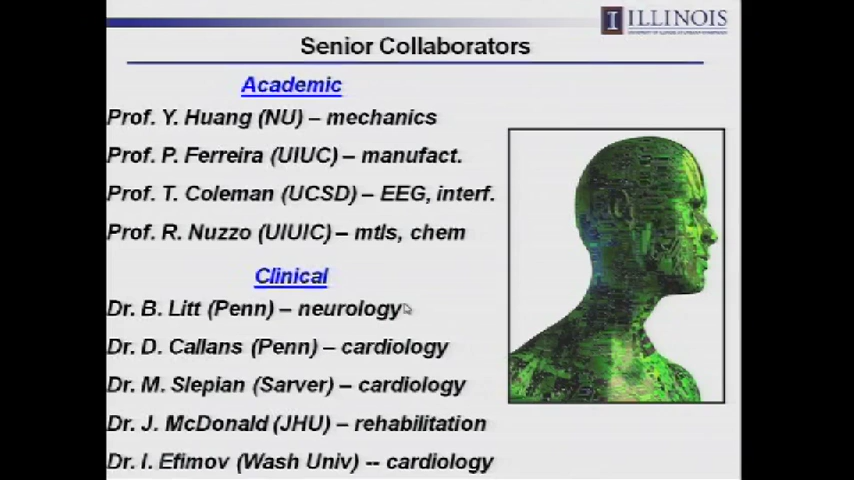 I ILLINOIS
Senior Collaborators
Academic
Prof. Y. Huang (NU) – mechanics
Prof. P. Ferreira (UIUC) – manufact.
Prof. T. Coleman (UCSD) – EEG, interf.
Prof. R. Nuzzo (UIUIC) – mtls, chem
Clinical
Dr. B. Litt (Penn) – neurology
Dr. D. Callans (Penn) – cardiology
Dr. M. Slepian (Sarver) – cardiology
Dr. J. McDonald (JHU) – rehabilitation
Dr. I. Efimov (Wash Univ) -- cardiology